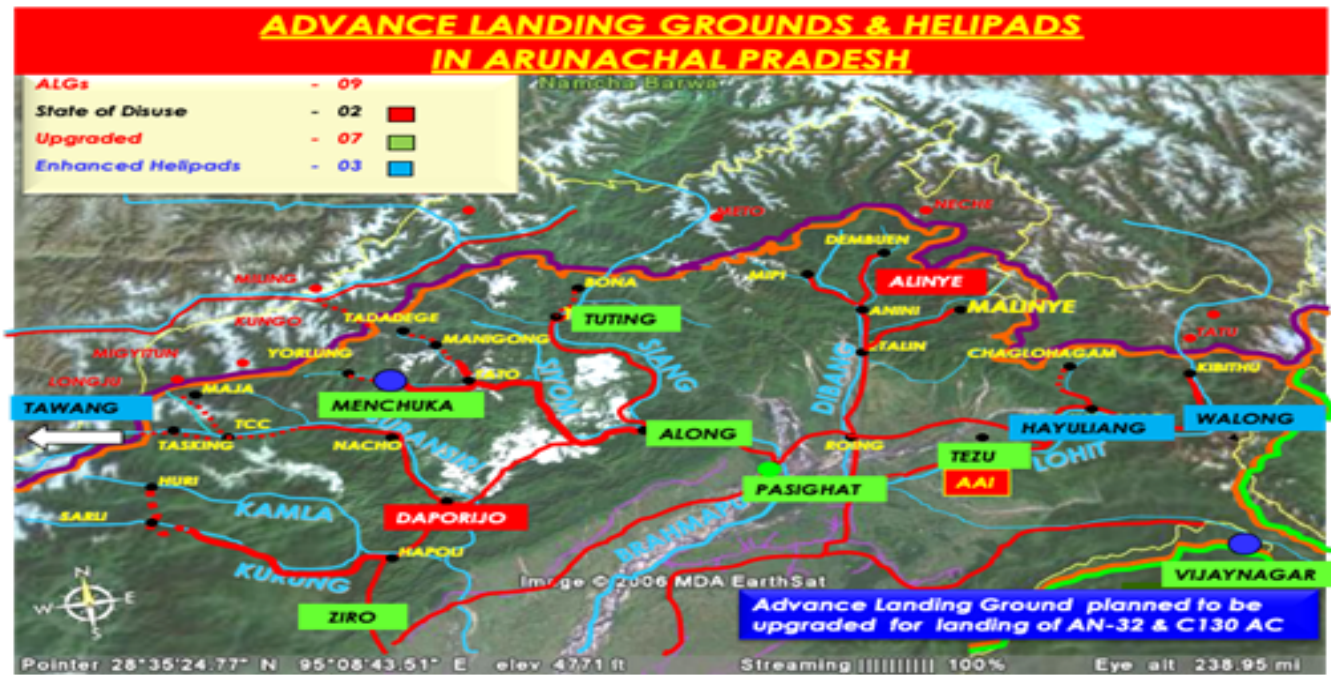 ADVANCE LANDING GROUNDS & HELIPADS
IN ARUNACHAL PRADESH
Namcha Barwa
ALGs - 09
State of Disuse - 02
Upgraded - 07
Enhanced Helipads - 03
NECHE
DEMBUEN
MIPI
ALINYE
MILING
BONA
ANINI
MALINYE
KUNGO
TADADEGE
TUTING
TATU
MIGYITUN
YORLUNG
MANIGONG
SIANG
ETALIN
CHAGLOHAGAM
KIBITHU
LONGJU
MAJA
SIYOM
DIBANG
TAWANG
MENCHUKA
TCC
HAYULIANG
WALONG
TASKING
NACHO
ALONG
ROING
TEZU
LOHIT
HURI
PASIGHAT
AAI
KAMLA
DAPORIJO
SARLI
HAPOLI
KURUNG
VIJAYNAGAR
N
W E
S
ZIRO
Image © 2006 MDA EarthSat
Advance Landing Ground planned to be
upgraded for landing of AN-32 & C130 AC
Pointer 28°35'24.77" N 95°08'43.51" E elev 4771 ft Streaming |||||||||| 100% Eye alt 238.95 mi